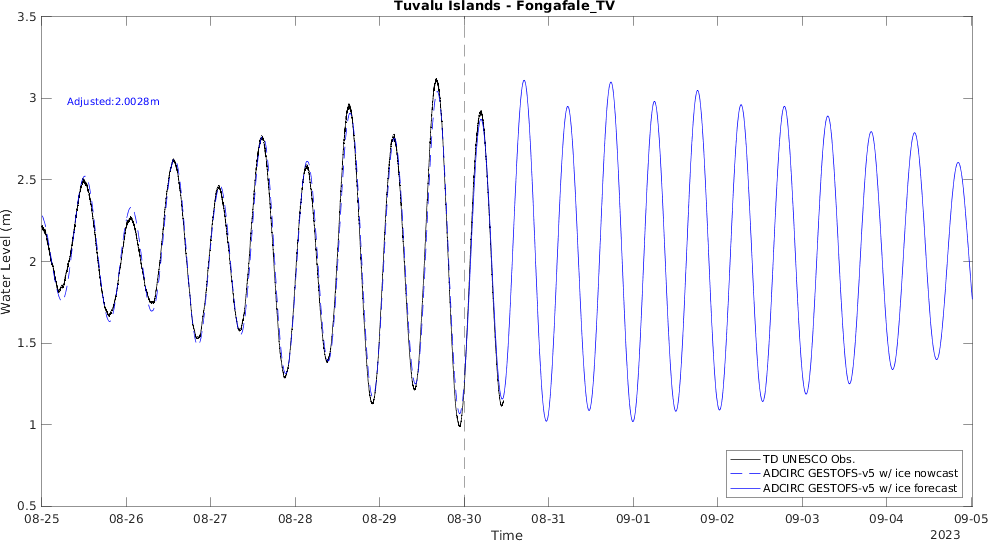 Tuvalu Islands - Fongafale_TV
3.5
3
2.5
2
1.5
1
0.5
Water Level (m)
Adjusted:2.0028m
TD UNESCO Obs.
ADCIRC GESTOFS-v5 w/ ice nowcast
ADCIRC GESTOFS-v5 w/ ice forecast
08-25 08-26 08-27 08-28 08-29 08-30 08-31 09-01 09-02 09-03 09-04 09-05
Time
2023